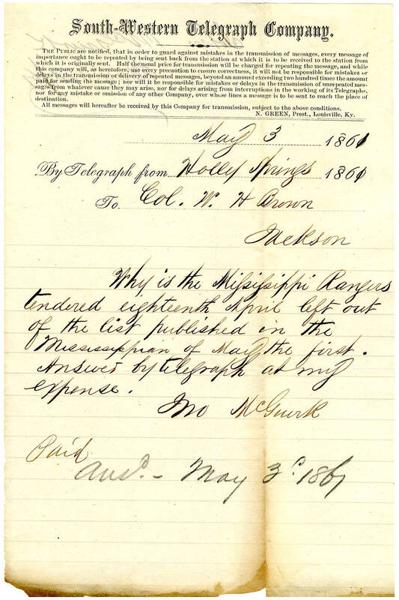 South-Western Telegraph Company,
THE PUBLIC are notified, that in order to guard against mistakes in the transmission of messages, every message of
importance ought to be repeated by being sent back from the station at which it is to be received to the station from
which it is originally sent. Half the usual price for transmission will be charged for repeating the message, and while
this company will, as heretofore, use every precaution to ensure correctness, it will not be responsible for mistakes or
delays in the transmission or delivery of repeated messages, beyond an amount exceeding two hundred times the amount
paid for sending the message; nor will it be responsible for mistakes or delays in the transmission of unrepeated mes-
sages from whatever cause they may arise, nor for delays arising from interruptions in the working of its Telegraphs,
nor for any mistake or omission of any other Company, over whose lines a message is to be sent to reach the place of
destination.
All messages will hereafter be received by this Company for transmission, subject to the above conditions.
N. GREEN, Prest., Louisville, Ky.
May 3 1861
By Telegraph from Holly Springs 1861
To Col. W. H Brown
Jackson
Why is the Mississippi Rangers
tendered eighteenth April left out
of the list published in the
Mississippian of May the first.
Answer by telegraph at my
expense.
Jno McGuirk
Paid
Ansd. - May 3d 1861